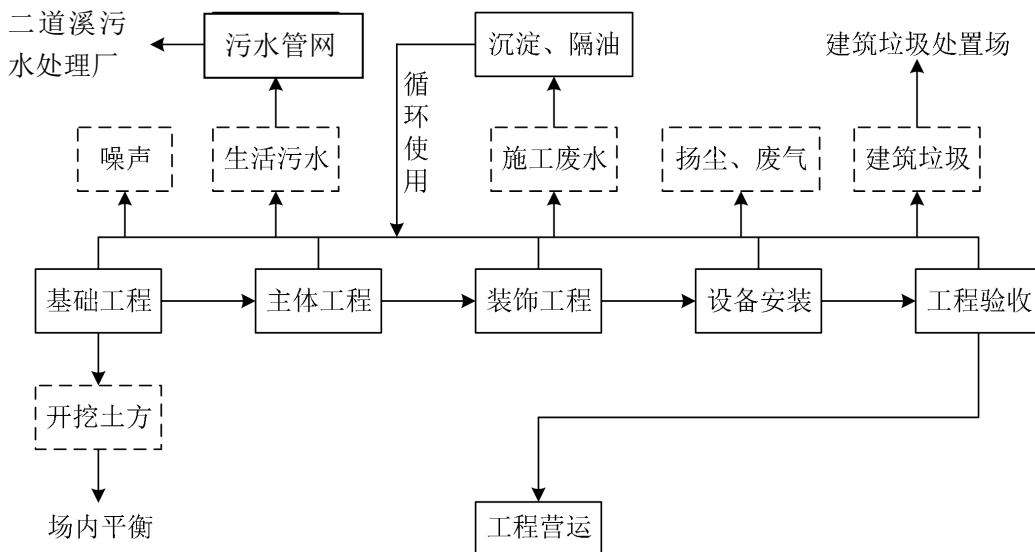 二道溪污
水处理厂
污水管网
沉淀、隔油
建筑垃圾处置场
循环使用
噪声
生活污水
施工废水
扬尘、废气
建筑垃圾
基础工程
主体工程
装饰工程
设备安装
工程验收
开挖土方
场内平衡
工程营运